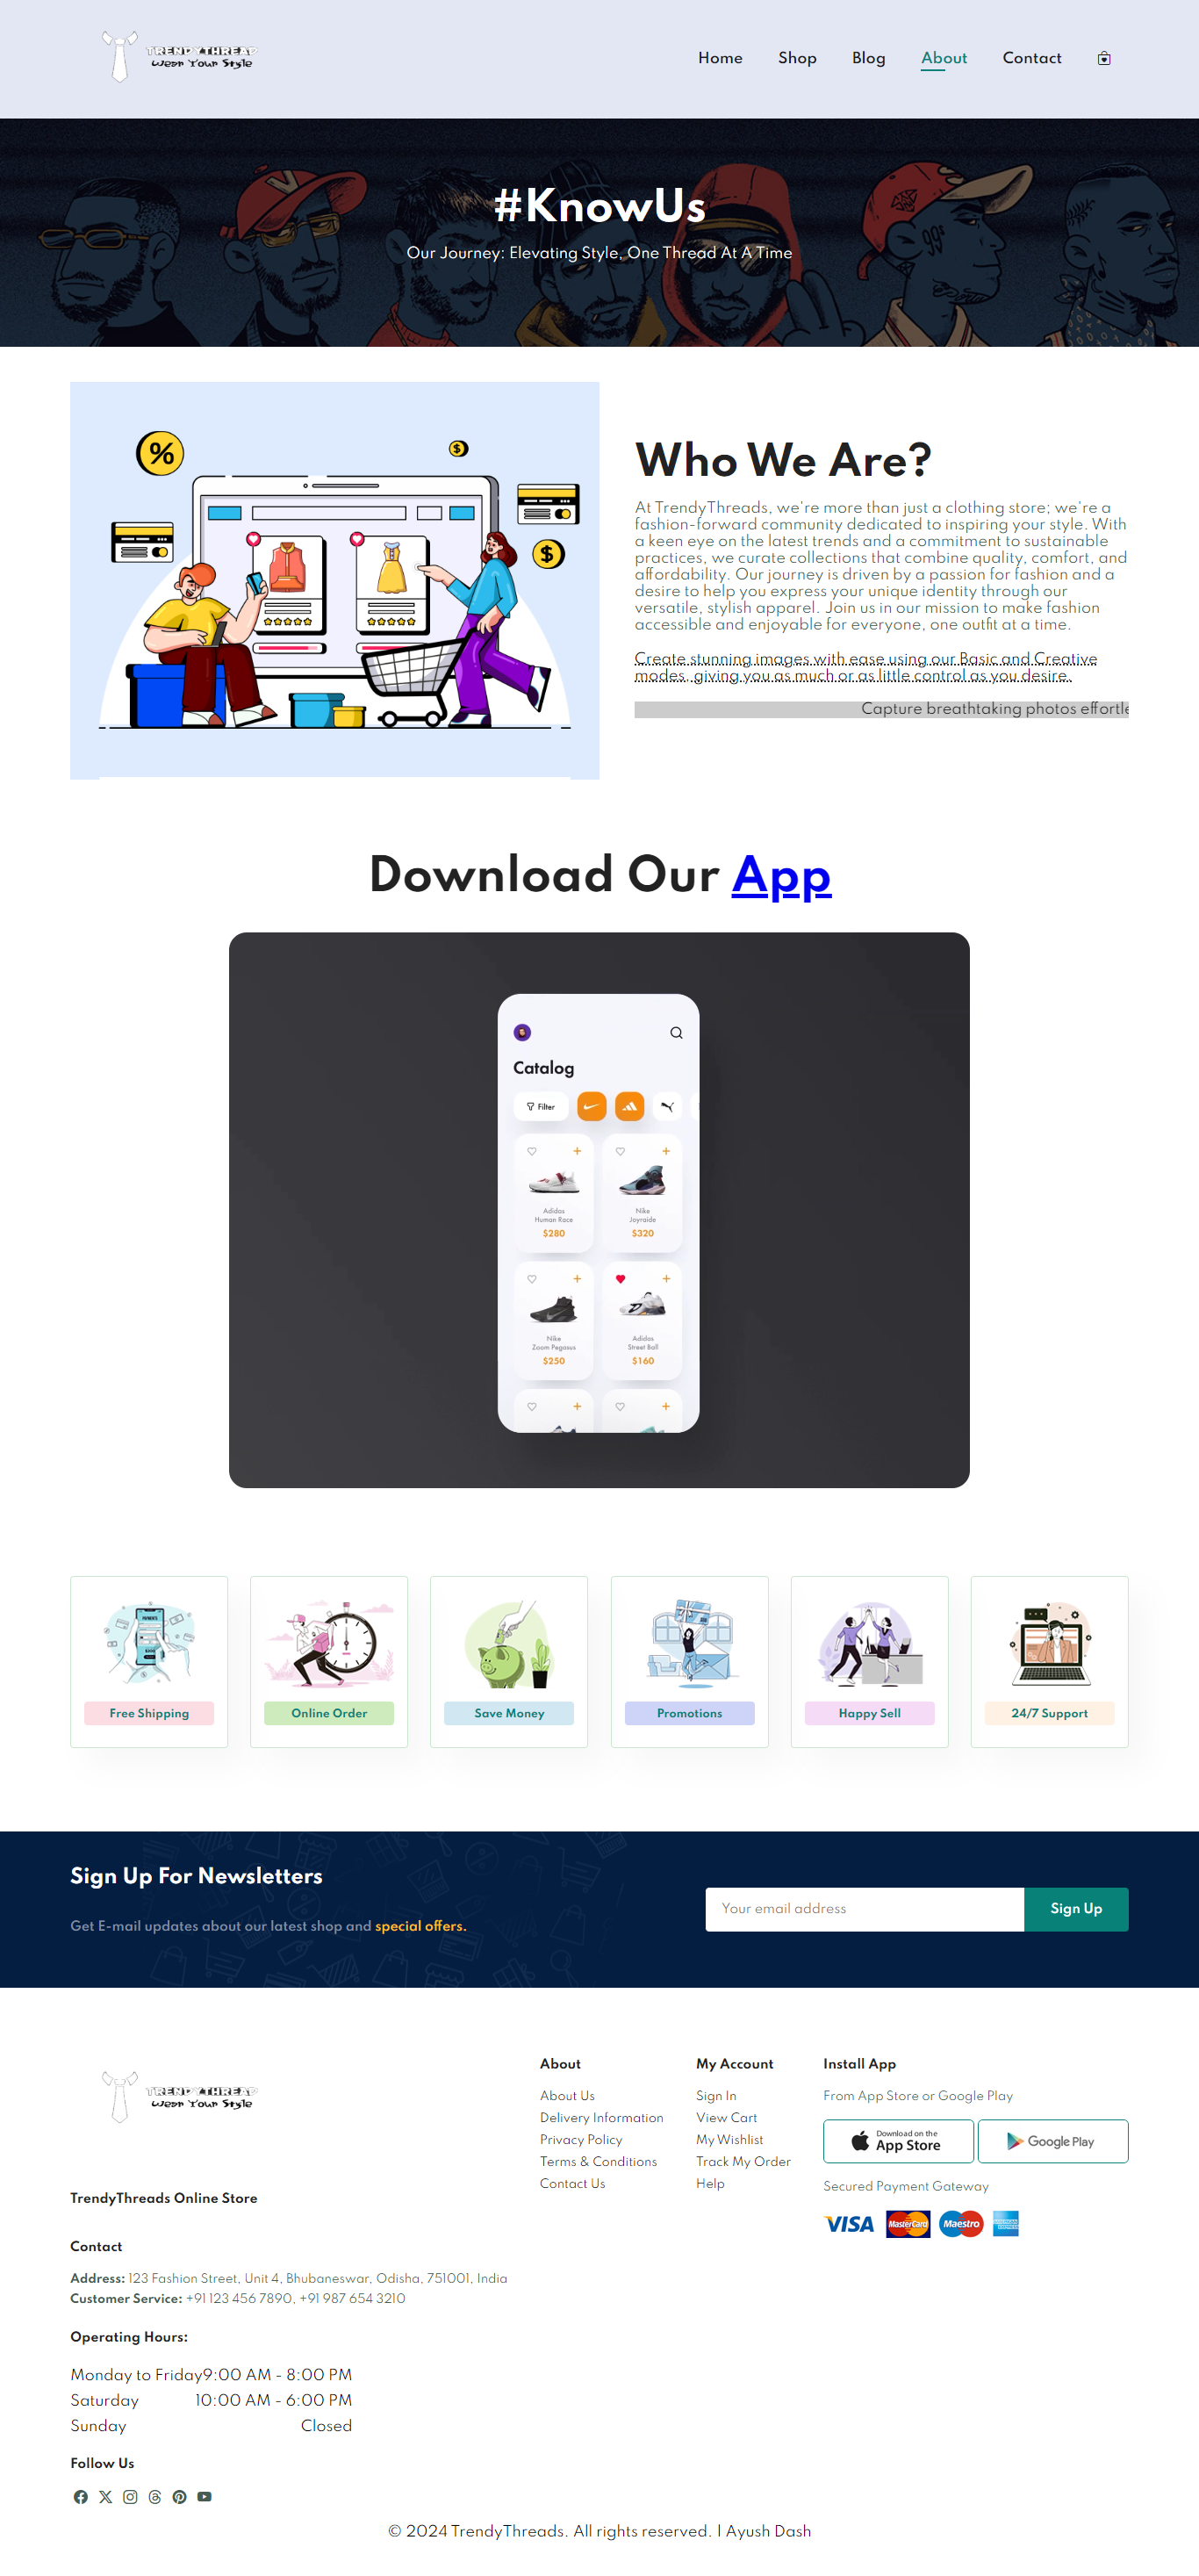 TRENDYTHREAD
Wear Your Style
Home
Shop
Blog
About
Contact
#KnowUs
Our Journey: Elevating Style, One Thread At A Time
Who We Are?
At TrendyThreads, we're more than just a clothing store; we're a
fashion-forward community dedicated to inspiring your style. With
a keen eye on the latest trends and a commitment to sustainable
practices, we curate collections that combine quality, comfort, and
affordability. Our journey is driven by a passion for fashion and a
desire to help you express your unique identity through our
versatile, stylish apparel. Join us in our mission to make fashion
accessible and enjoyable for everyone, one outfit at a time.
Create stunning images with ease using our Basic and Creative
modes, giving you as much or as little control as you desire.
Capture breathtaking photos effortle
Download Our App
Catalog
Filter
Adidas
Human Race
$280
Nike
Joyraide
$320
Nike
Zoom Pegasus
$250
Adidas
Street Ball
$160
Free Shipping
Online Order
Save Money
Promotions
Happy Sell
24/7 Support
Sign Up For Newsletters
Get E-mail updates about our latest shop and special offers.
Your email address
Sign Up
TRENDYTHREAD
Wear Your Style
TrendyThreads Online Store
Contact
Address: 123 Fashion Street, Unit 4, Bhubaneswar, Odisha, 751001, India
Customer Service: +91 123 456 7890, +91 987 654 3210
Operating Hours:
Monday to Friday 9:00 AM - 8:00 PM
Saturday 10:00 AM - 6:00 PM
Sunday Closed
Follow Us
About
About Us
Delivery Information
Privacy Policy
Terms & Conditions
Contact Us
My Account
Sign In
View Cart
My Wishlist
Track My Order
Help
Install App
From App Store or Google Play
Download on the
App Store
Google Play
Secured Payment Gateway
VISA
MasterCard
Maestro
AMERICAN EXPRESS
© 2024 TrendyThreads. All rights reserved. | Ayush Dash